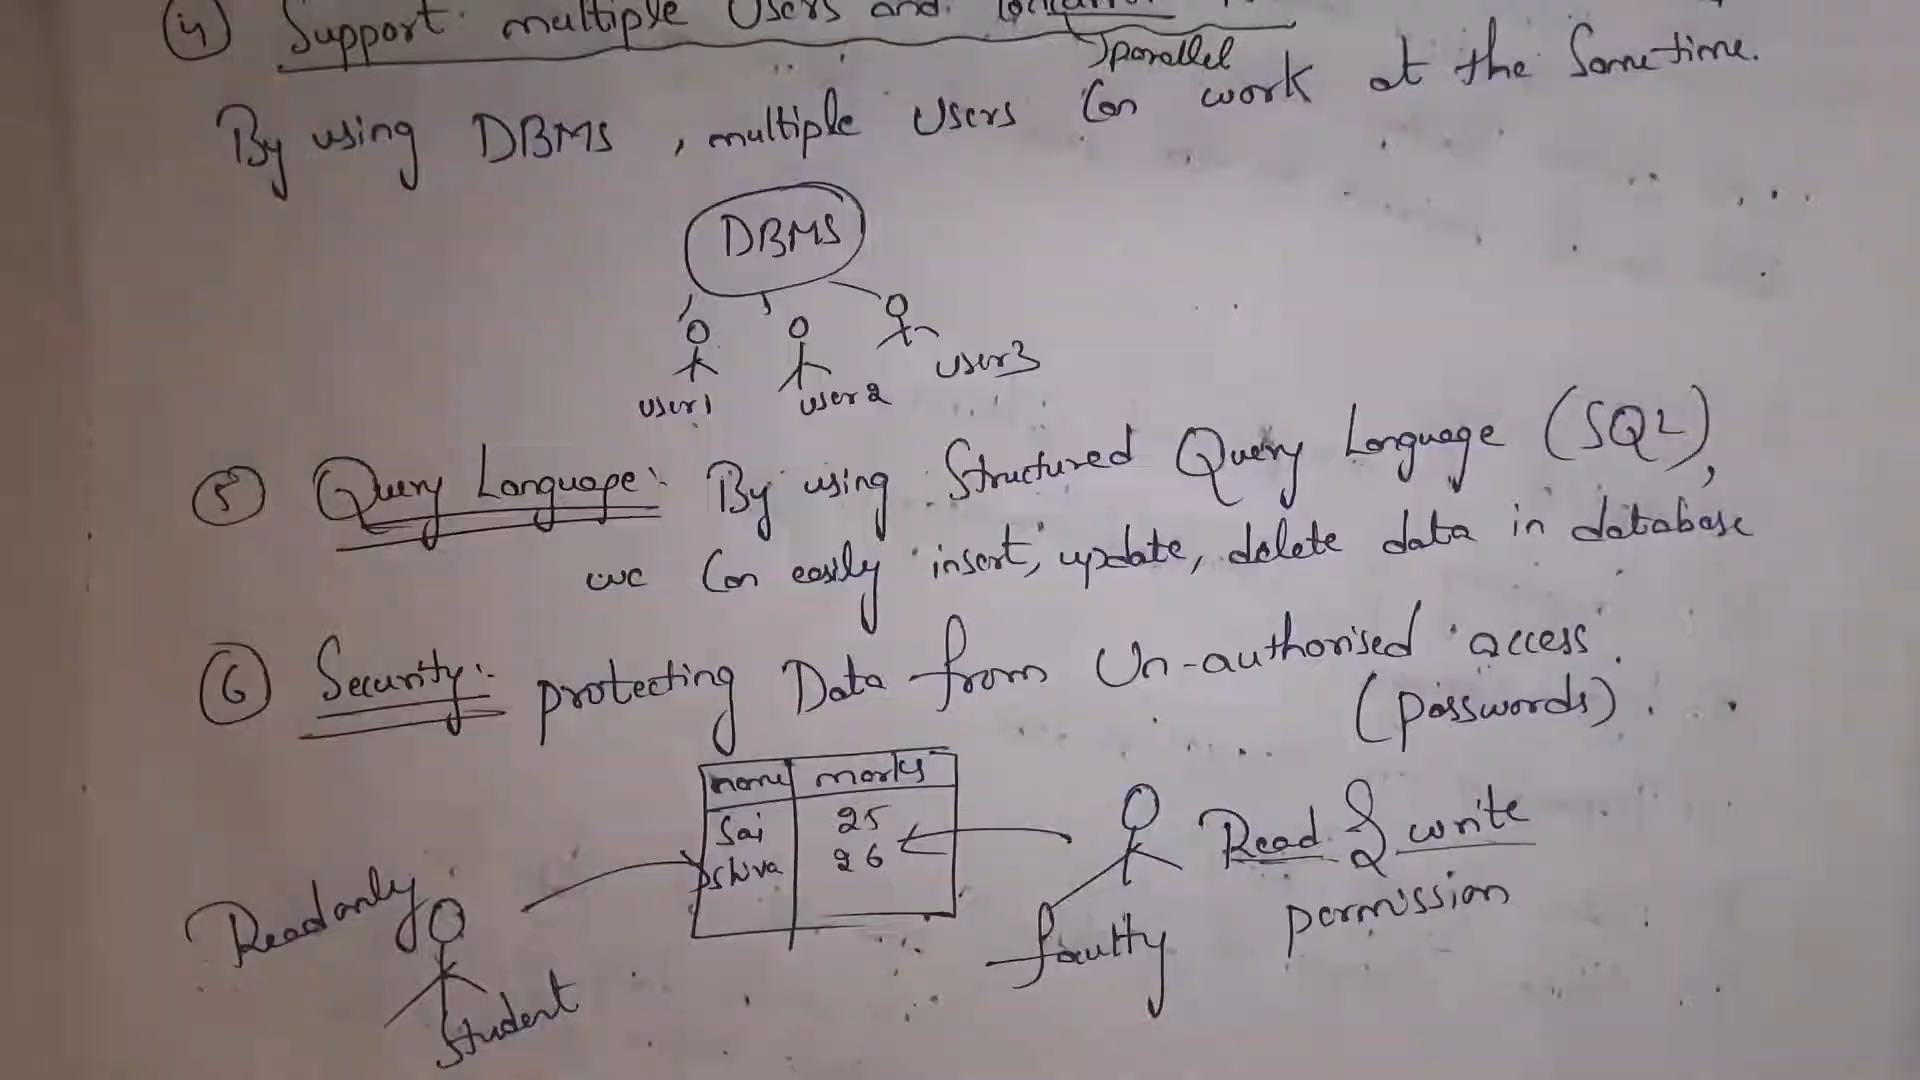 (4) Support multiple Users and
parallel
By using DBMS, multiple Users Can work at the Same time.
DBMS
user1 user2 user3
(5) Query Language: By using Structured Query Language (SQL),
we Can easily insert, update, delete data in database
(6) Security: protecting Data from Un-authorised access.
(passwords).
name marks
Sai 25
shiva 26
Read only
Student
faculty
Read & write
permission